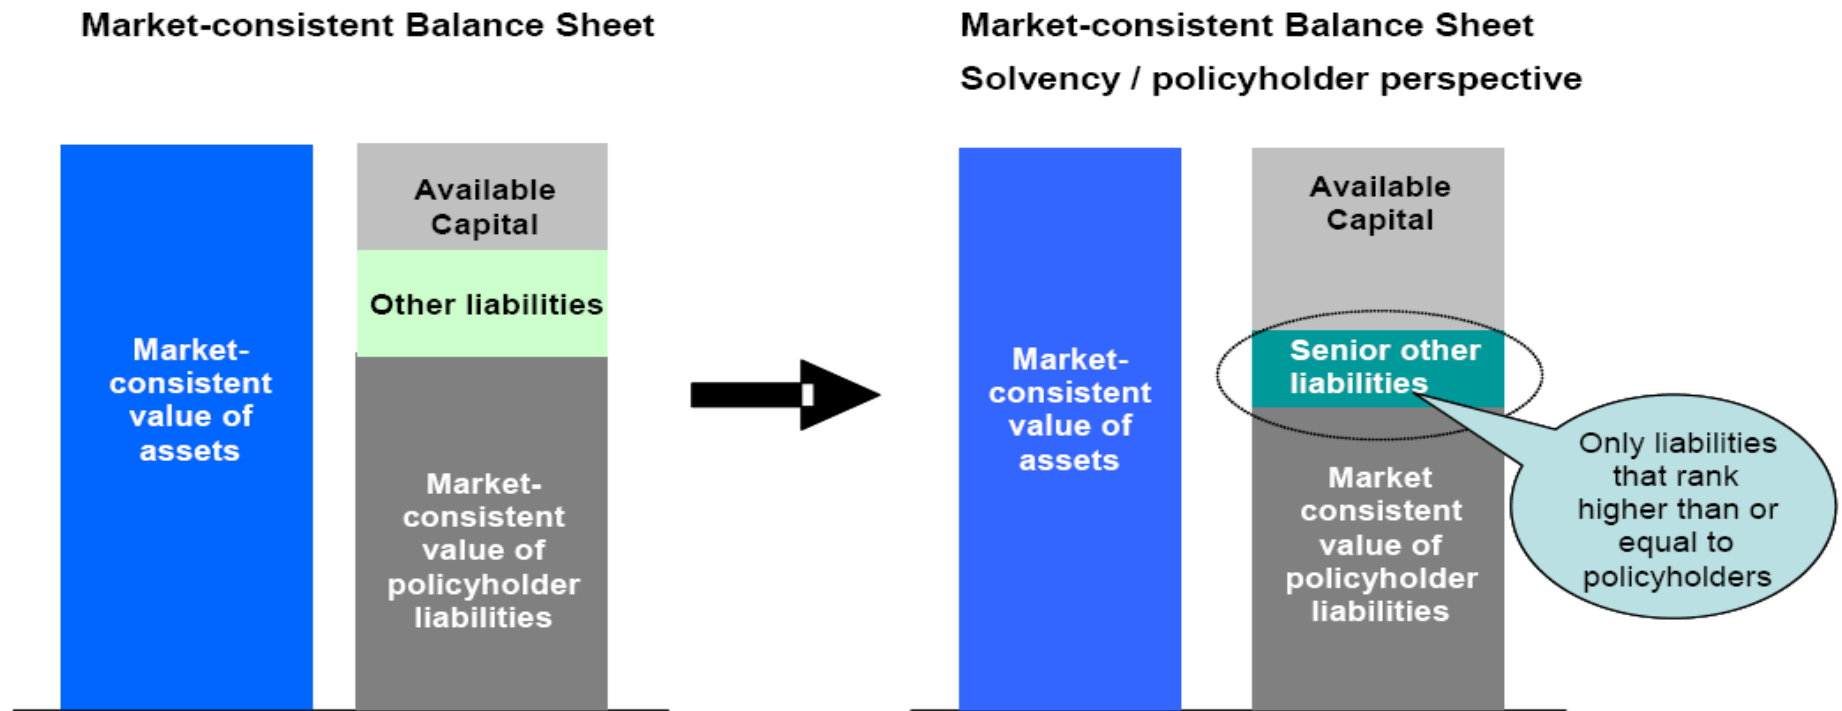 Market-consistent Balance Sheet
Market-
consistent
value of
assets
Available
Capital
Other liabilities
Market-
consistent
value of
policyholder
liabilities
Market-consistent Balance Sheet
Solvency / policyholder perspective
Market-
consistent
value of
assets
Available
Capital
Senior other
liabilities
Market
consistent
value of
policyholder
liabilities
Only liabilities
that rank
higher than or
equal to
policyholders